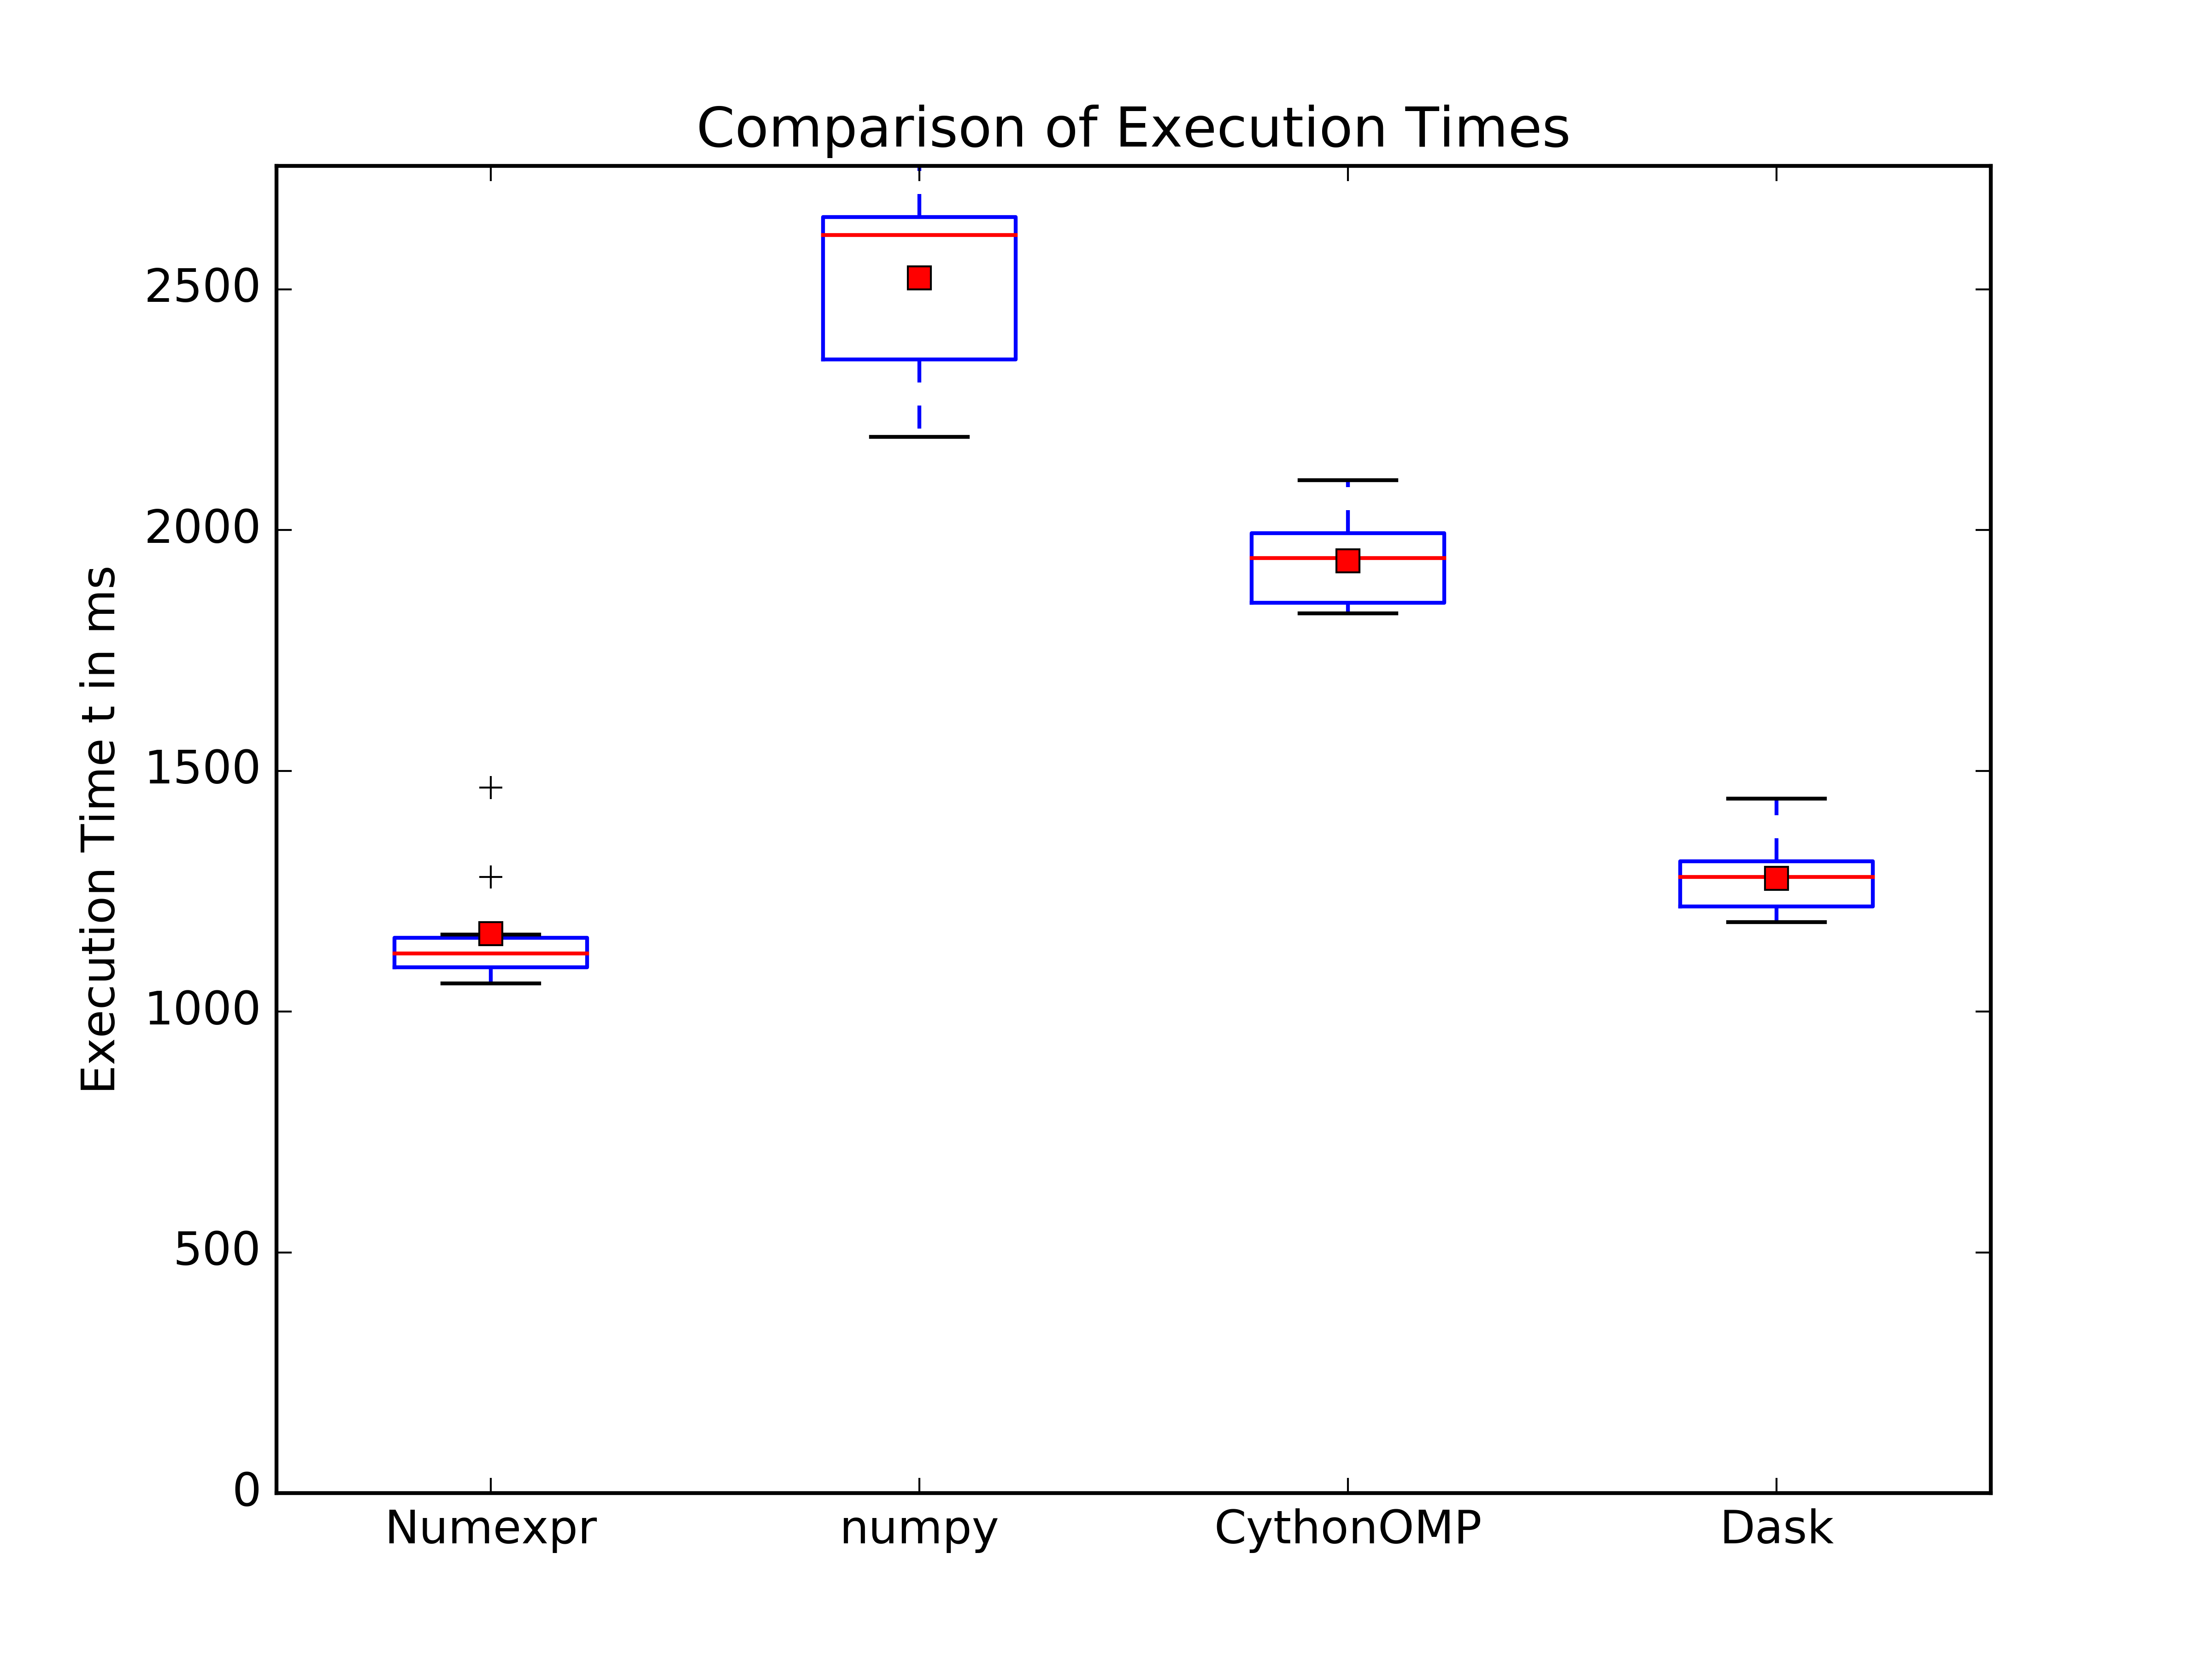 Comparison of Execution Times
Execution Time t in ms
2500
2000
1500
1000
500
0
Numexpr numpy CythonOMP Dask